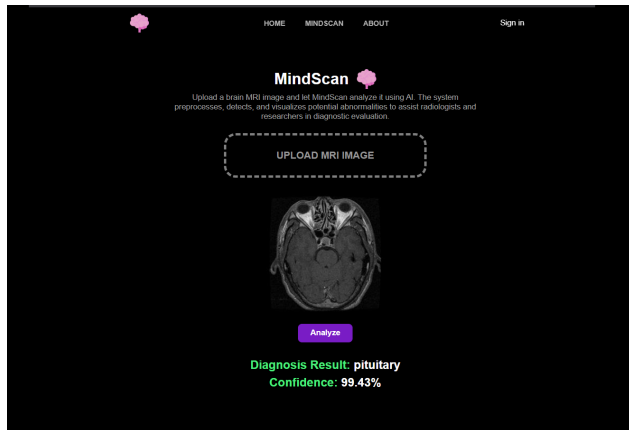 HOME MINDSCAN ABOUT Sign in
MindScan
Upload a brain MRI image and let MindScan analyze it using AI. The system
preprocesses, detects, and visualizes potential abnormalities to assist radiologists and
researchers in diagnostic evaluation.
UPLOAD MRI IMAGE
Analyze
Diagnosis Result: pituitary
Confidence: 99.43%